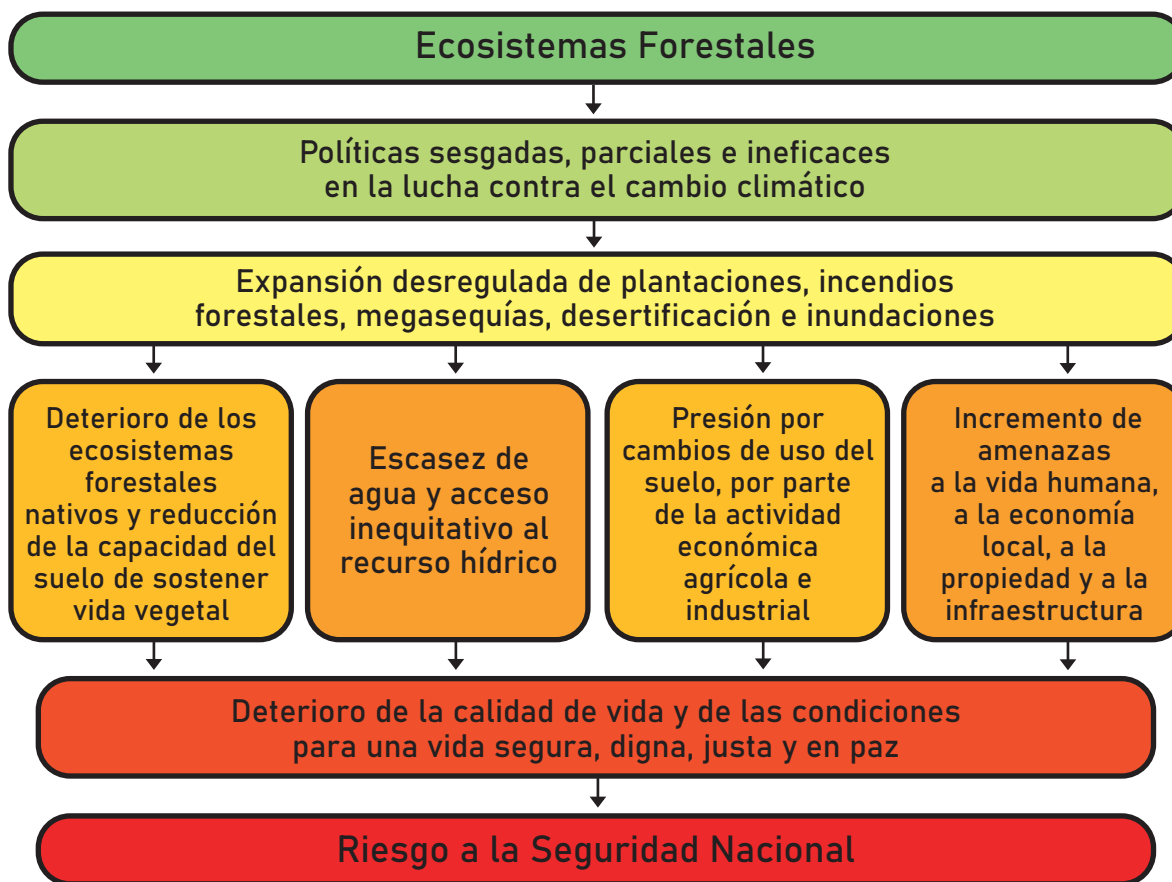 Ecosistemas Forestales
Políticas sesgadas, parciales e ineficaces
en la lucha contra el cambio climático
Expansión desregulada de plantaciones, incendios
forestales, megasequías, desertificación e inundaciones
Deterioro de los
ecosistemas
forestales
nativos y reducción
de la capacidad del
suelo de sostener
vida vegetal
Escasez de
agua y acceso
inequitativo al
recurso hídrico
Presión por
cambios de uso del
suelo, por parte
de la actividad
económica
agrícola e
industrial
Incremento de
amenazas
a la vida humana,
a la economía
local, a la
propiedad y a la
infraestructura
Deterioro de la calidad de vida y de las condiciones
para una vida segura, digna, justa y en paz
Riesgo a la Seguridad Nacional